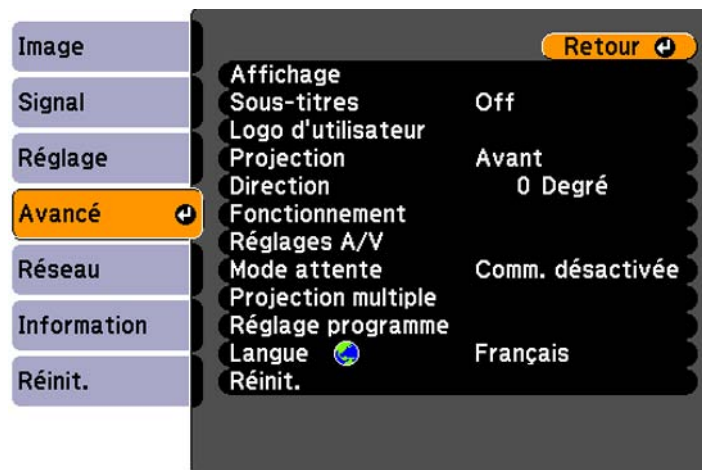 Image
Signal
Réglage
Avancé
Réseau
Information
Réinit.
Retour
Affichage
Sous-titres Off
Logo d'utilisateur
Projection Avant
Direction 0 Degré
Fonctionnement
Réglages A/V
Mode attente Comm. désactivée
Projection multiple
Réglage programme
Langue Français
Réinit.